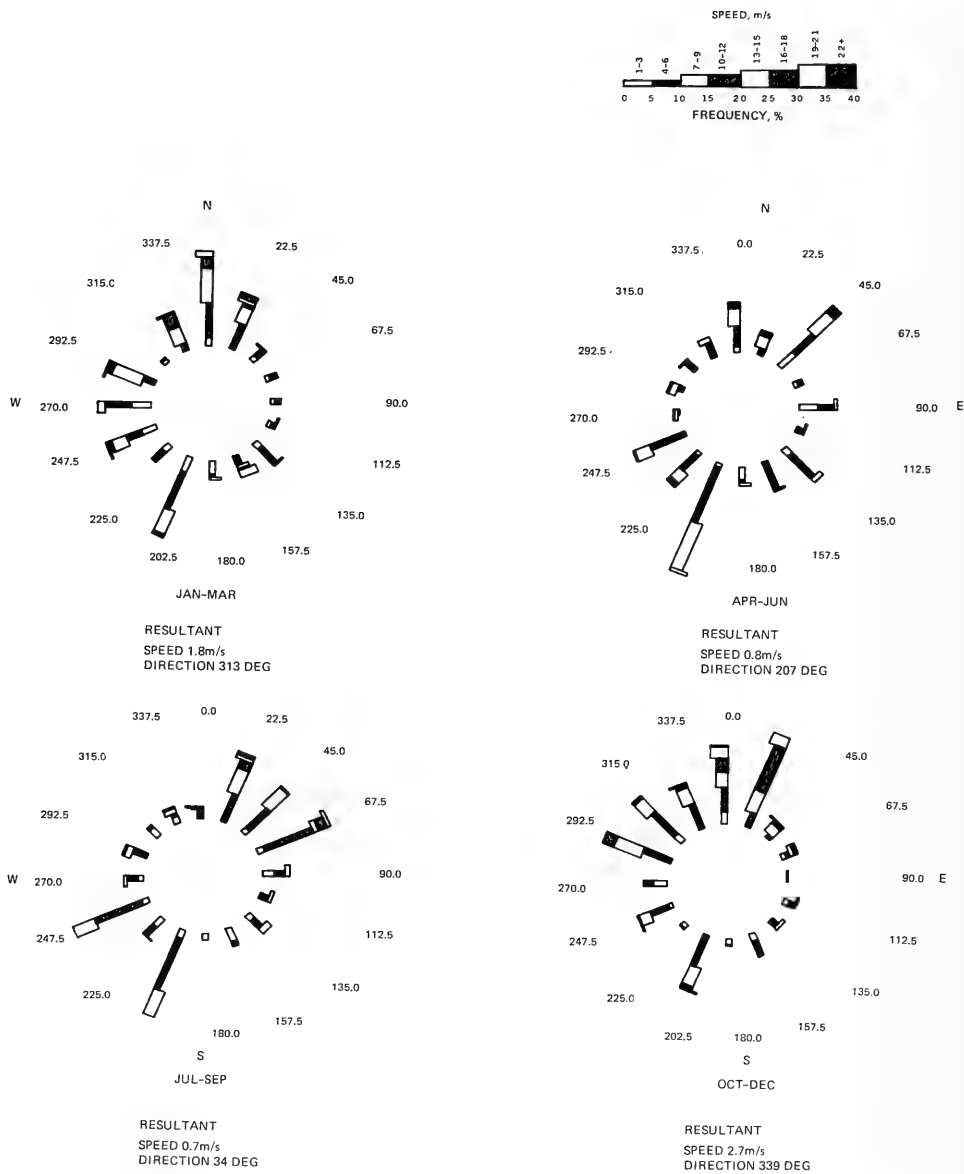 SPEED, m/s
1-3
4-6
7-9
10-12
13-15
16-18
19-21
22+
0 5 10 15 20 25 30 35 40
FREQUENCY, %
N
337.5 22.5
315.0 45.0
292.5 67.5
W 270.0 90.0
247.5 112.5
225.0 135.0
202.5 180.0 157.5
JAN-MAR
RESULTANT
SPEED 1.8m/s
DIRECTION 313 DEG
N
337.5 0.0 22.5
315.0 45.0
292.5 67.5
270.0 90.0 E
247.5 112.5
225.0 135.0
180.0 157.5
APR-JUN
RESULTANT
SPEED 0.8m/s
DIRECTION 207 DEG
337.5 0.0 22.5
315.0 45.0
292.5 67.5
W 270.0 90.0
247.5 112.5
225.0 135.0
180.0 157.5
S
JUL-SEP
RESULTANT
SPEED 0.7m/s
DIRECTION 34 DEG
337.5 0.0
315.0 45.0
292.5 67.5
270.0 90.0 E
247.5 112.5
225.0 135.0
202.5 180.0 157.5
S
OCT-DEC
RESULTANT
SPEED 2.7m/s
DIRECTION 339 DEG